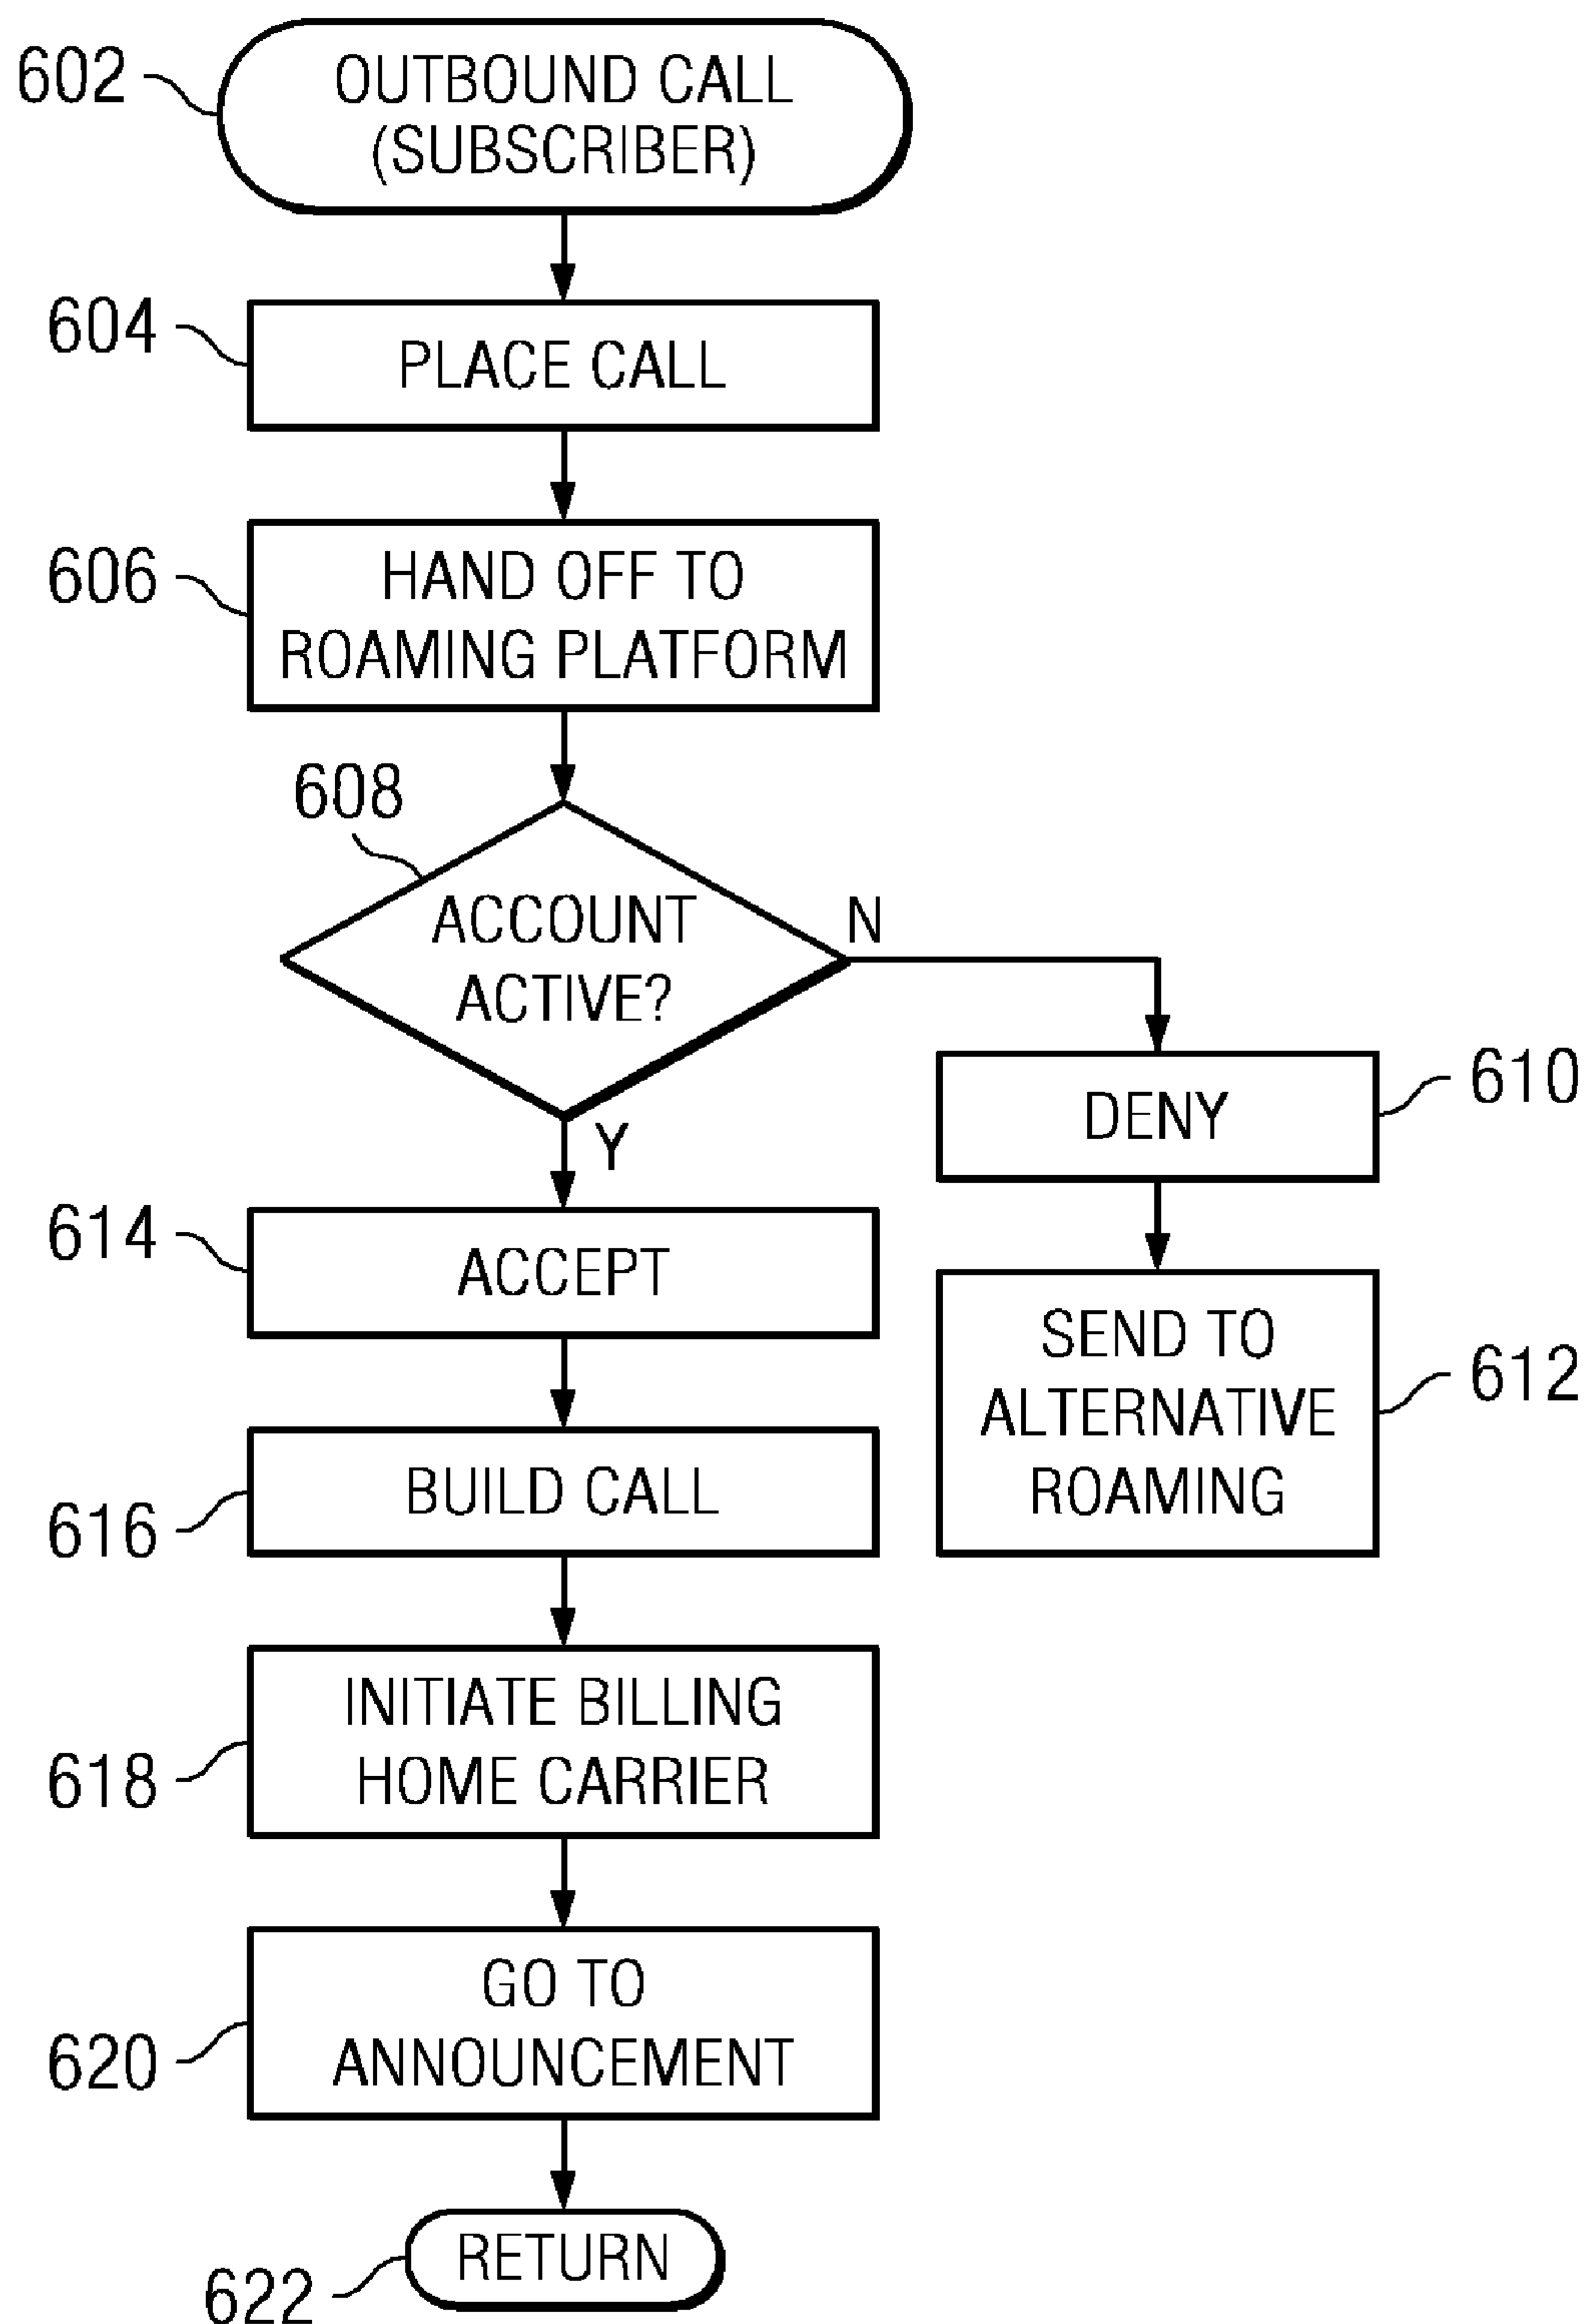 602
OUTBOUND CALL
(SUBSCRIBER)
604
PLACE CALL
606
HAND OFF TO
ROAMING PLATFORM
608
ACCOUNT
ACTIVE?
N
Y
610
DENY
612
SEND TO
ALTERNATIVE
ROAMING
614
ACCEPT
616
BUILD CALL
618
INITIATE BILLING
HOME CARRIER
620
GO TO
ANNOUNCEMENT
622
RETURN